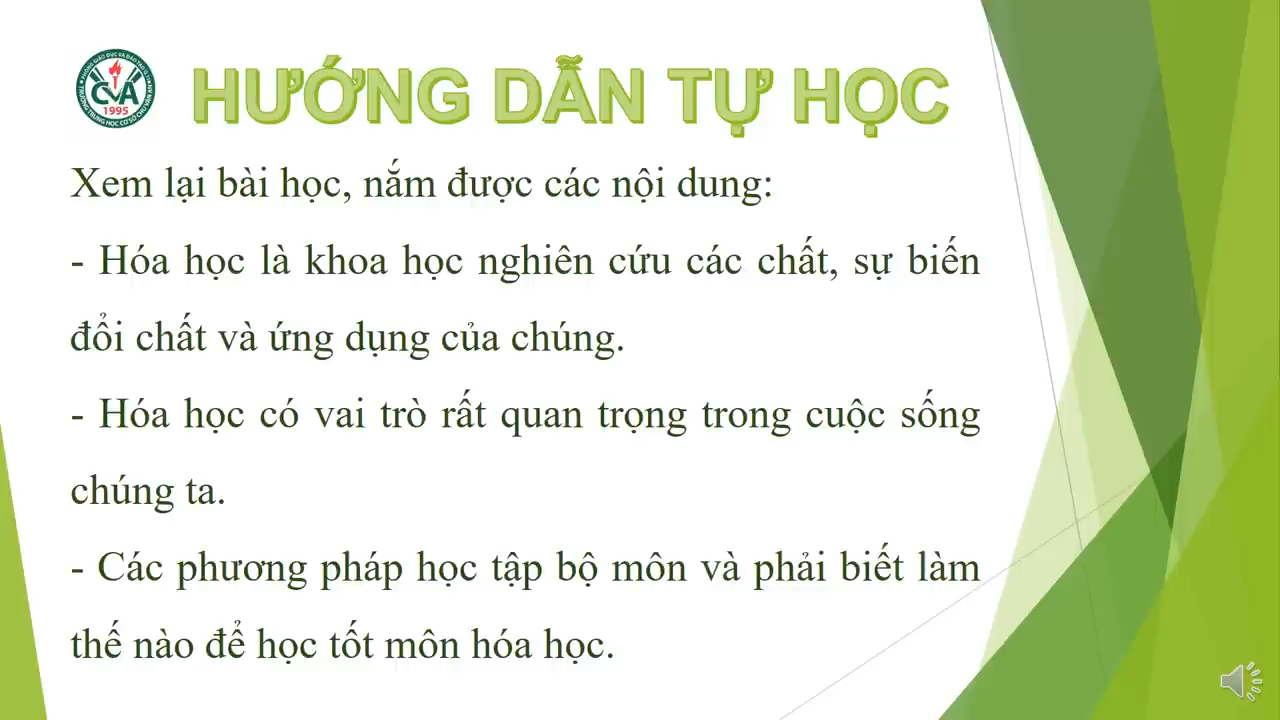 CVA
1995
HƯỚNG DẪN TỰ HỌC
Xem lại bài học, nắm được các nội dung:
- Hóa học là khoa học nghiên cứu các chất, sự biến
đổi chất và ứng dụng của chúng.
- Hóa học có vai trò rất quan trọng trong cuộc sống
chúng ta.
- Các phương pháp học tập bộ môn và phải biết làm
thế nào để học tốt môn hóa học.